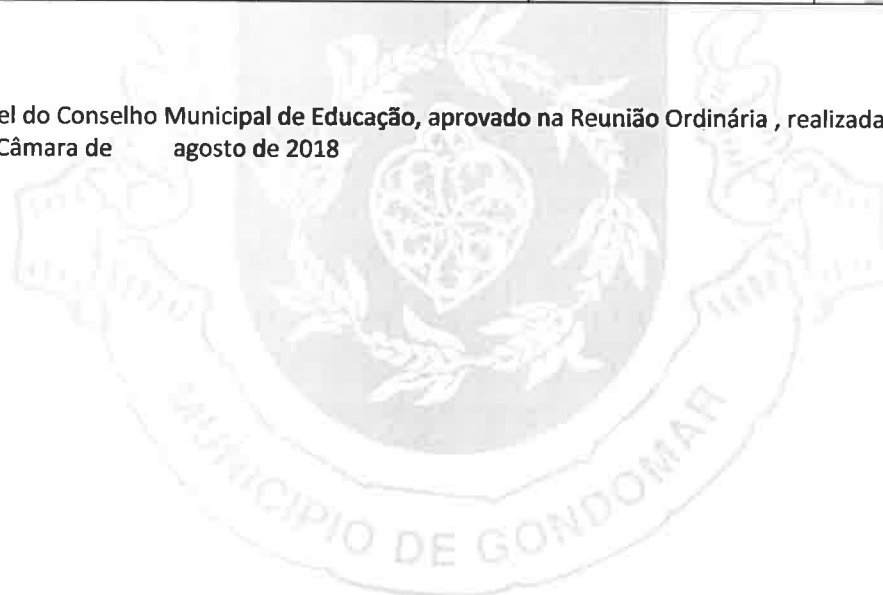 el do Conselho Municipal de Educação, aprovado na Reunião Ordinária , realizada
Câmara de agosto de 2018
MUNICIPIO DE GONDOMAR